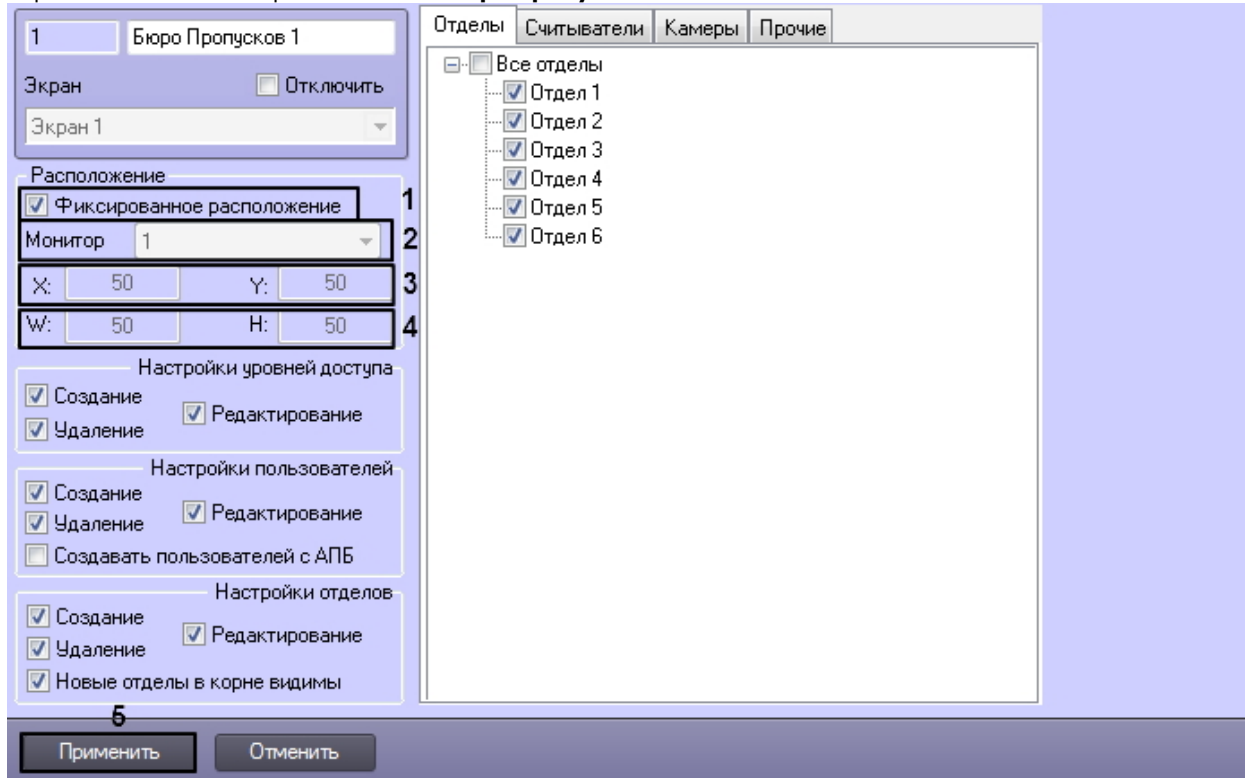 1
Бюро Пропусков 1
Экран
Отключить
Экран 1
Расположение
Фиксированное расположение
1
Монитор 1
2
X: 50 Y: 50
3
W: 50 H: 50
4
Настройки уровней доступа
Создание
Редактирование
Удаление
Настройки пользователей
Создание
Редактирование
Удаление
Создавать пользователей с АПБ
Настройки отделов
Создание
Редактирование
Удаление
Новые отделы в корне видимы
5
Применить
Отменить
Отделы Считыватели Камеры Прочие
Все отделы
Отдел 1
Отдел 2
Отдел 3
Отдел 4
Отдел 5
Отдел 6